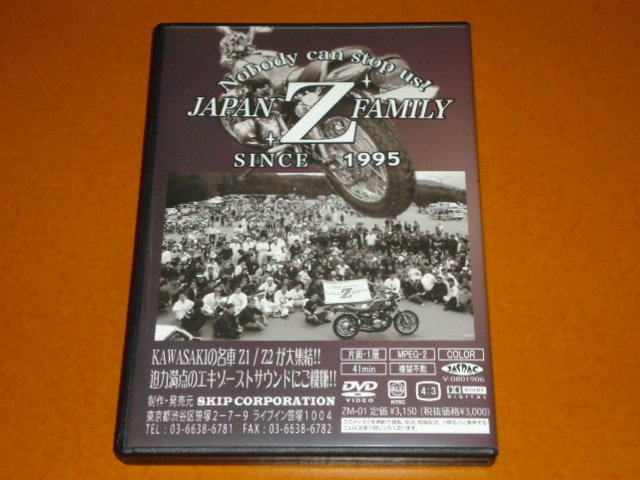 Nobody can stop us!
JAPAN Z FAMILY
SINCE 1995
Z
KAWASAKIの名車 Z1 / Z2 が大集結!!
迫力満点のエキゾーストサウンドにご機嫌!!
制作・発売元 SKIP CORPORATION
東京都渋谷区笹塚2-7-9 ライブイン笹塚1004
TEL : 03-6638-6781 FAX : 03-6638-6782
片面・1層 MPEG-2 COLOR
41min 複製不能
V-0801906
DVD VIDEO NTSC 4:3 DOLBY DIGITAL
ZM-01 定価 ¥3,150 (税抜価格¥3,000)